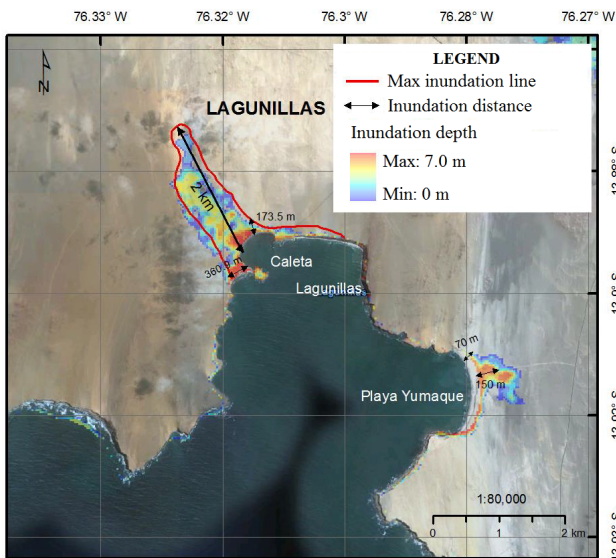 76.33° W
76.32° W
76.3° W
76.28° W
76.27° W
N
LEGEND
Max inundation line
Inundation distance
Inundation depth
Max: 7.0 m
Min: 0 m
LAGUNILLAS
2 km
173.5 m
360.9 m
Caleta
Lagunillas
70 m
150 m
Playa Yumaque
1:80,000
0 1 2 km